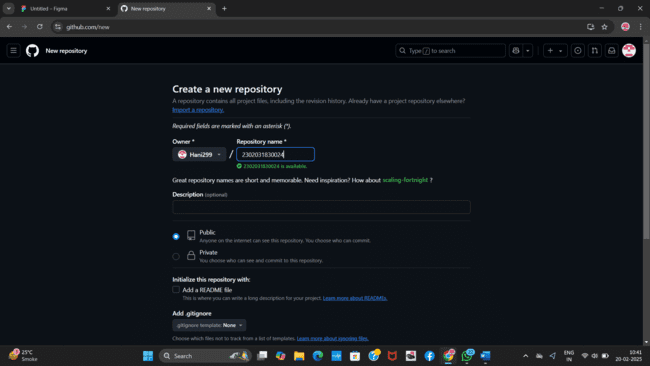 Untitled – Figma
New repository
github.com/new
New repository
Type / to search
Create a new repository
A repository contains all project files, including the revision history. Already have a project repository elsewhere?
Import a repository.
Required fields are marked with an asterisk (*).
Owner * Repository name *
Hani299 / 2302031830024
2302031830024 is available.
Great repository names are short and memorable. Need inspiration? How about scaling-fortnight ?
Description (optional)
Public
Anyone on the internet can see this repository. You choose who can commit.
Private
You choose who can see and commit to this repository.
Initialize this repository with:
Add a README file
This is where you can write a long description for your project. Learn more about READMEs.
Add .gitignore
.gitignore template: None
Choose which files not to track from a list of templates. Learn more about ignoring files.
25°C
Smoke
Search
ENG
IN
10:41
20-02-2025